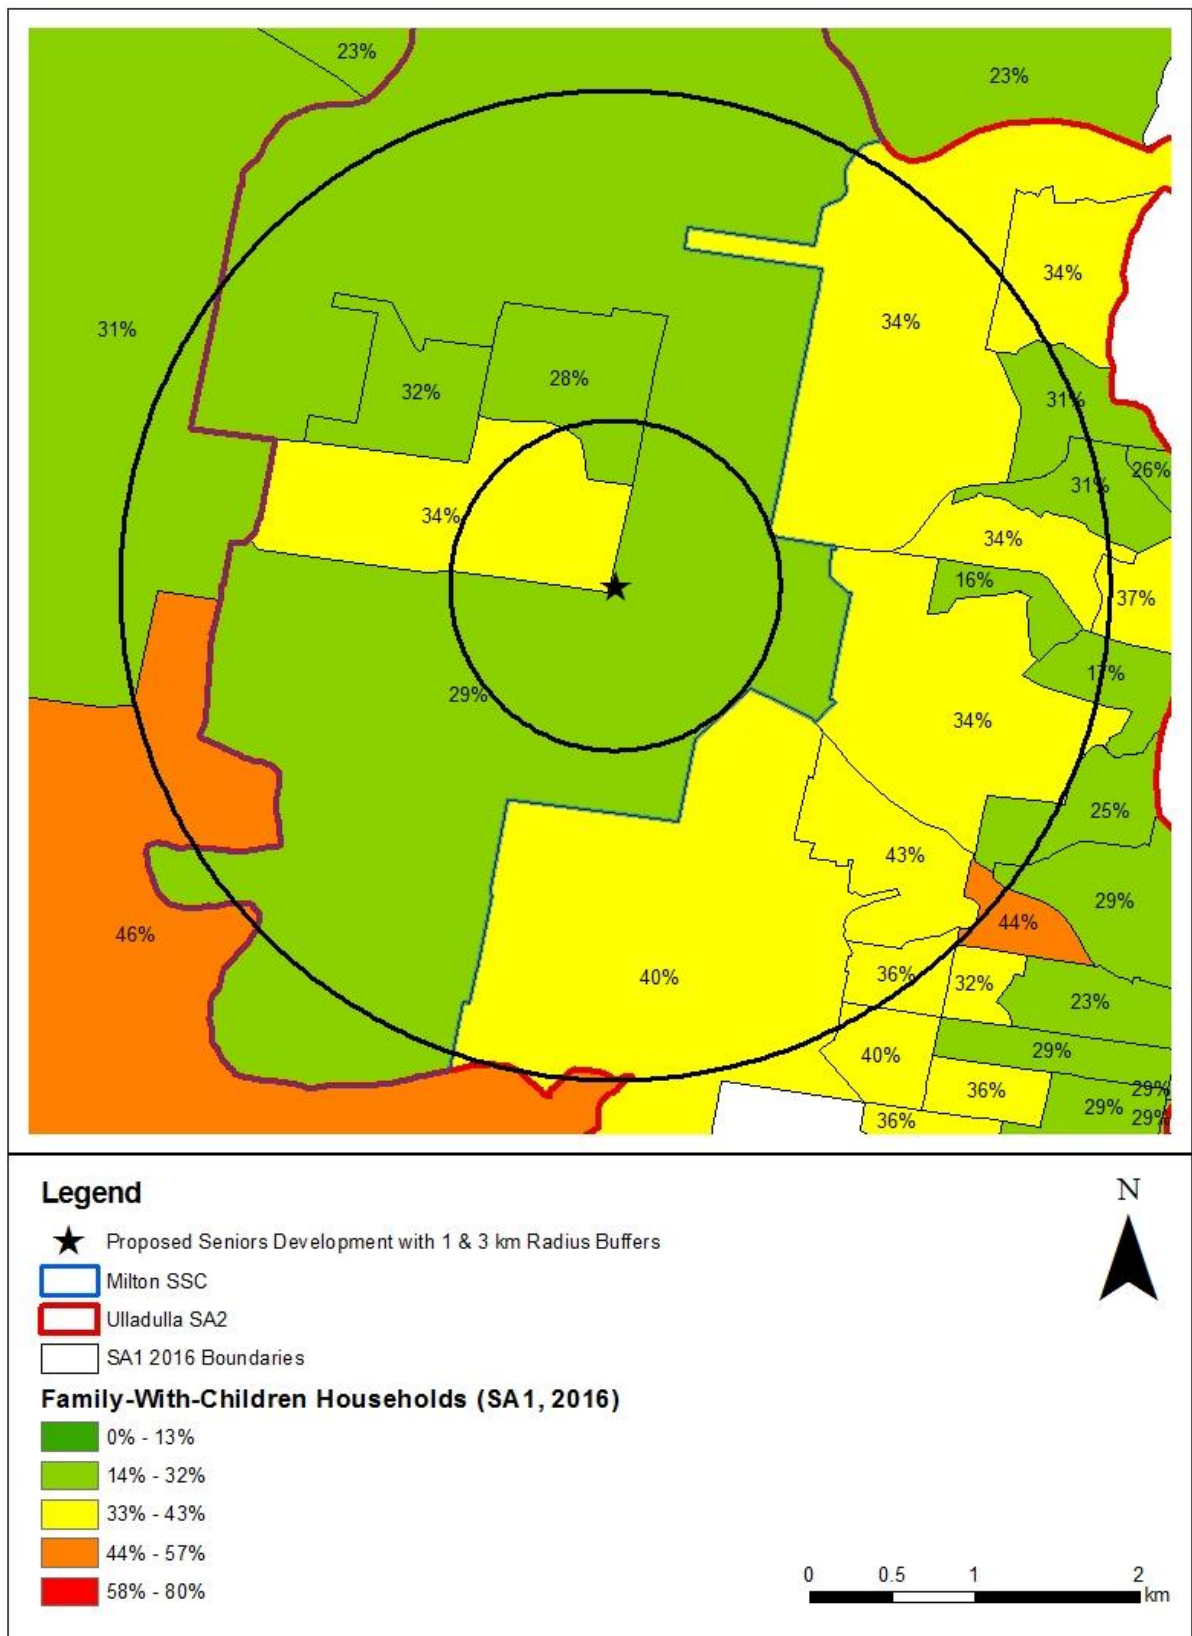 23%
23%
31%
34%
34%
32%
28%
31%
26%
31%
34%
34%
16%
37%
17%
29%
34%
25%
43%
29%
44%
46%
40%
36%
32%
23%
40%
29%
36%
29%
29%
29%
36%
Legend
Proposed Seniors Development with 1 & 3 km Radius Buffers
Milton SSC
Ulladulla SA2
SA1 2016 Boundaries
Family-With-Children Households (SA1, 2016)
0% - 13%
14% - 32%
33% - 43%
44% - 57%
58% - 80%
N
0 0.5 1 2
km